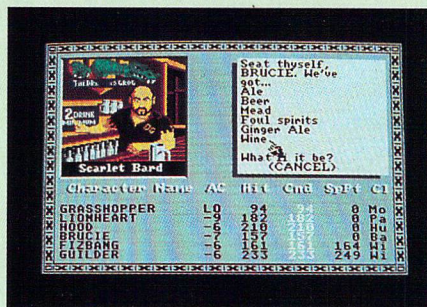 Seat thyself,
BRUCIE. We've
got...
Ale
Beer
Mead
Foul spirits
Ginger Ale
Wine
What'll it be?
(CANCEL)
2 DRINK
Scarlet Bard
Character Name AC Hit Cnd SpPt Cl
GRASSHOPPER LO 94 94 0 Mo
LIONHEART -9 182 182 0 Pa
HOOD -6 210 210 0 Hu
BRUCIE -7 157 157 0 Ba
FIZBANG -6 161 161 164 Wi
GUILDER -6 233 233 249 Wi